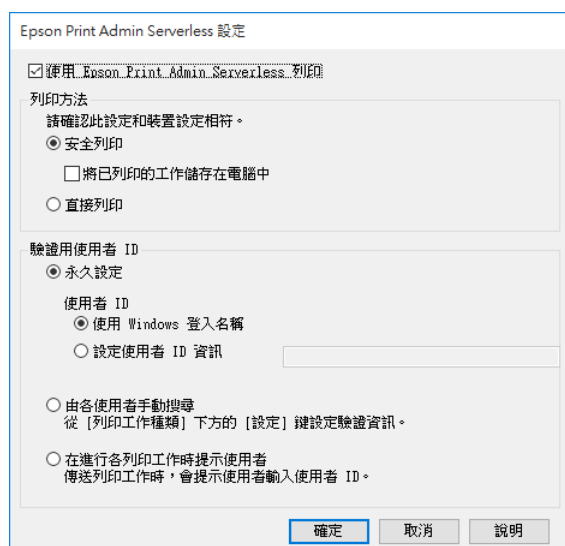 Epson Print Admin Serverless 設定
使用 Epson Print Admin Serverless 列印
列印方法
請確認此設定和裝置設定相符。
安全列印
將已列印的工作儲存在電腦中
直接列印
驗證用使用者 ID
永久設定
使用者 ID
使用 Windows 登入名稱
設定使用者 ID 資訊
由各使用者手動搜尋
從 [列印工作種類] 下方的 [設定] 鍵設定驗證資訊。
在進行各列印工作時提示使用者
傳送列印工作時，會提示使用者輸入使用者 ID。
確定 取消 說明